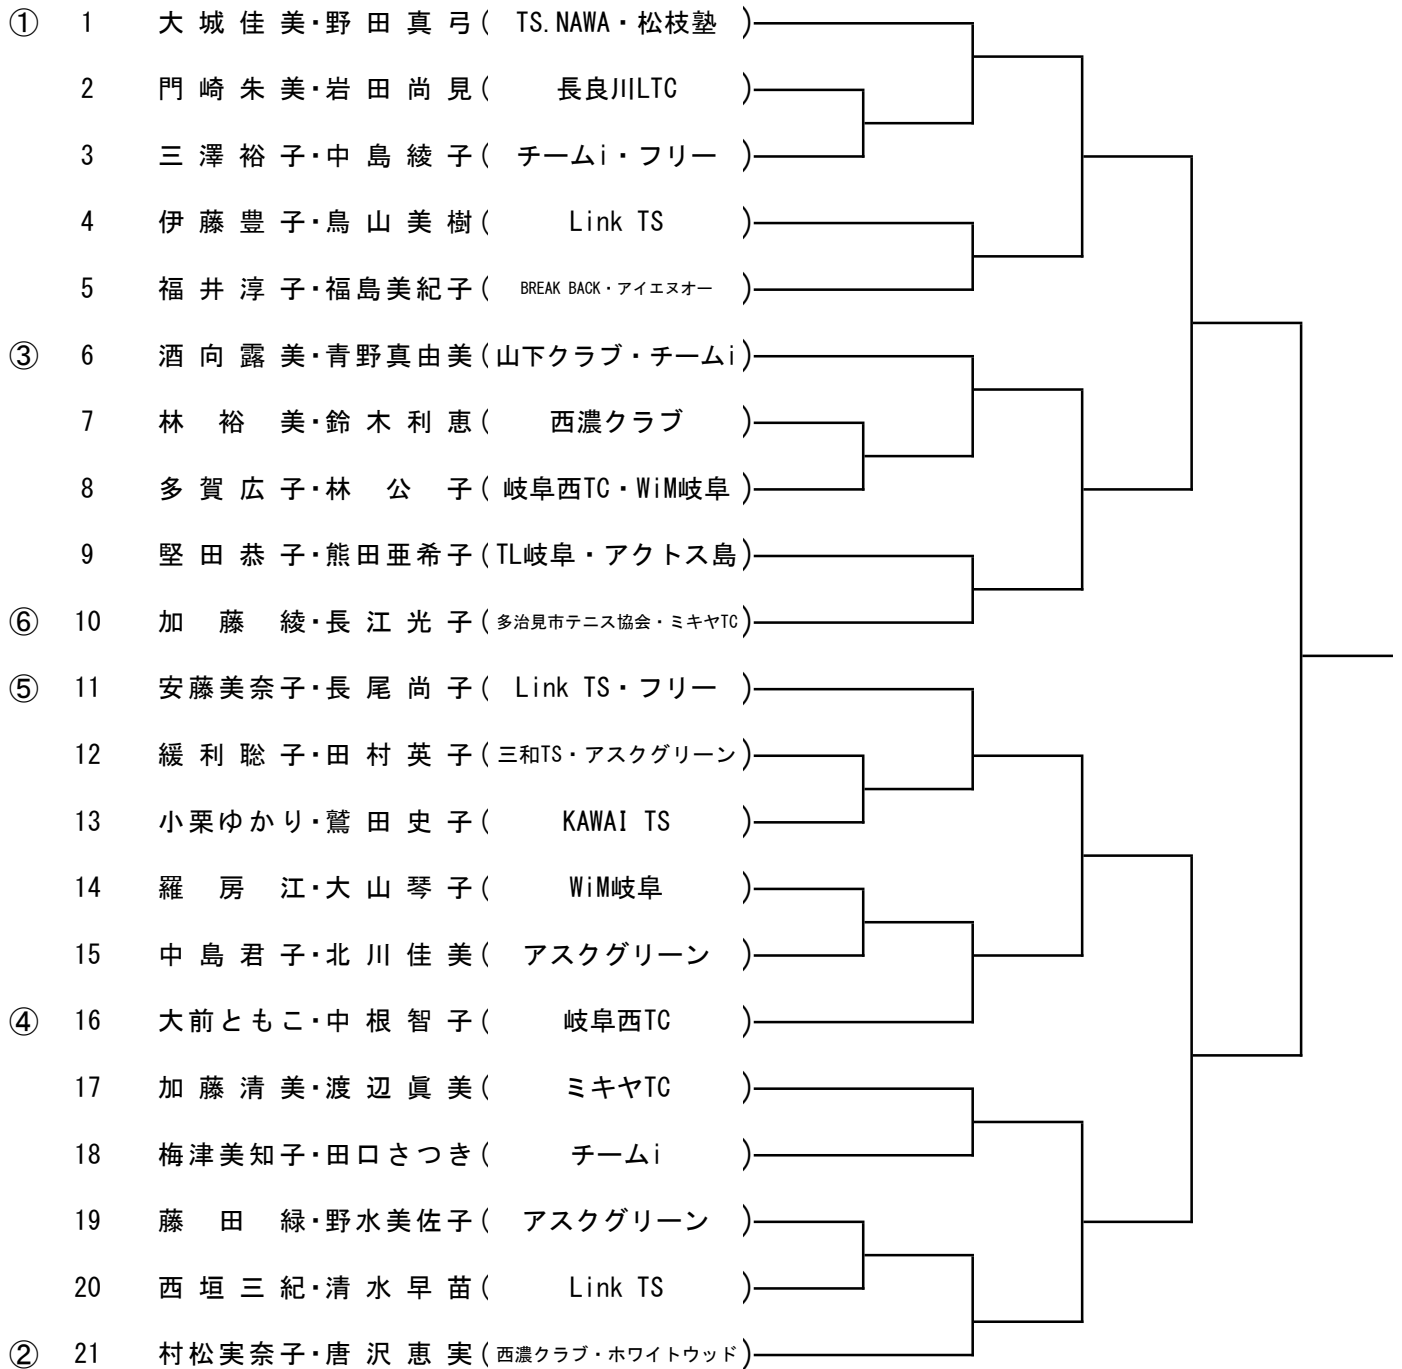 ① 1 大城佳美・野田真弓( TS.NAWA・松枝塾 )
2 門崎朱美・岩田尚見( 長良川LTC )
3 三澤裕子・中島綾子( チームi・フリー )
4 伊藤豊子・鳥山美樹( Link TS )
5 福井淳子・福島美紀子( BREAK BACK・アイエヌオー )
③ 6 酒向露美・青野真由美(山下クラブ・チームi)
7 林 裕美・鈴木利恵( 西濃クラブ )
8 多賀広子・林 公子( 岐阜西TC・WiM岐阜 )
9 堅田恭子・熊田亜希子(TL岐阜・アクトス島)
⑥ 10 加藤 綾・長江光子(多治見市テニス協会・ミキヤTC)
⑤ 11 安藤美奈子・長尾尚子( Link TS・フリー )
12 緩利聡子・田村英子(三和TS・アスクグリーン)
13 小栗ゆかり・鷲田史子( KAWAI TS )
14 羅 房江・大山琴子( WiM岐阜 )
15 中島君子・北川佳美( アスクグリーン )
④ 16 大前ともこ・中根智子( 岐阜西TC )
17 加藤清美・渡辺眞美( ミキヤTC )
18 梅津美知子・田口さつき( チームi )
19 藤田 緑・野水美佐子( アスクグリーン )
20 西垣三紀・清水早苗( Link TS )
② 21 村松実奈子・唐沢恵実(西濃クラブ・ホワイトウッド)